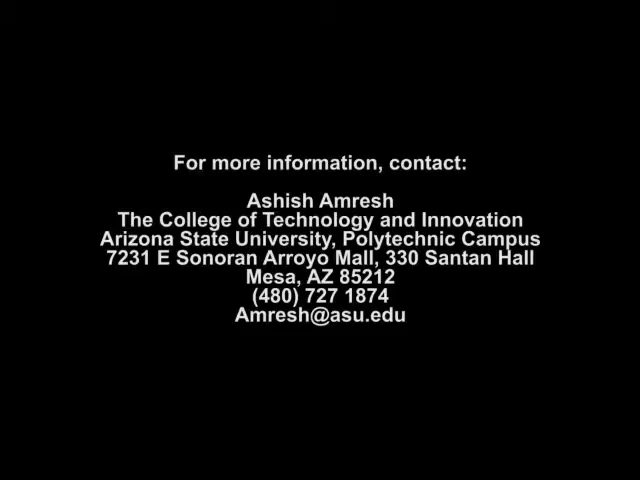 For more information, contact:
Ashish Amresh
The College of Technology and Innovation
Arizona State University, Polytechnic Campus
7231 E Sonoran Arroyo Mall, 330 Santan Hall
Mesa, AZ 85212
(480) 727 1874
Amresh@asu.edu